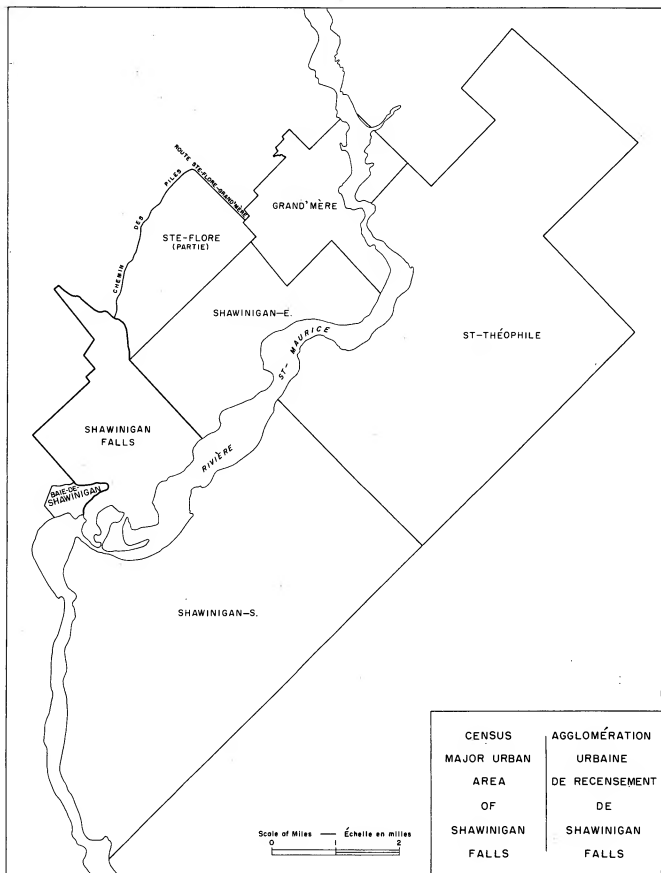 ROUTE STE-FLORE-GRAND'MÈRE
CHEMIN DES PILES
GRAND'MÈRE
STE-FLORE
(PARTIE)
SHAWINIGAN-E.
ST-THÉOPHILE
RIVIÈRE ST-MAURICE
SHAWINIGAN
FALLS
BAIE-DE-
SHAWINIGAN
SHAWINIGAN-S.
Scale of Miles — Échelle en milles
0 1 2
CENSUS
MAJOR URBAN
AREA
OF
SHAWINIGAN
FALLS
AGGLOMÉRATION
URBAINE
DE RECENSEMENT
DE
SHAWINIGAN
FALLS